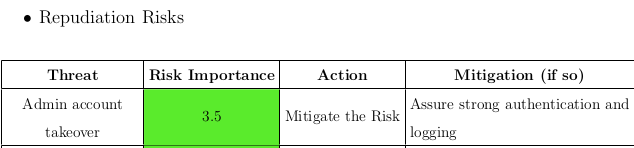 • Repudiation Risks
Threat Risk Importance Action Mitigation (if so)
Admin account takeover 3.5 Mitigate the Risk Assure strong authentication and logging